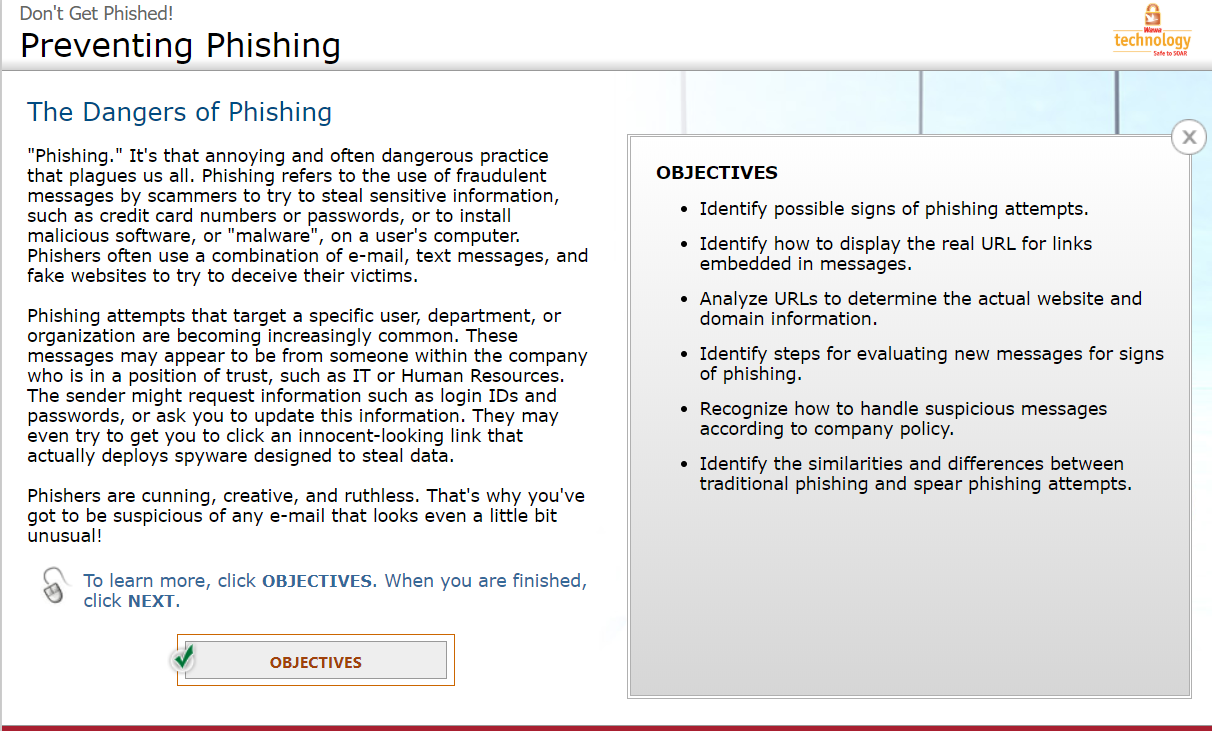 Don't Get Phished!
Preventing Phishing
Wawa
technology
Safe to SOAR
The Dangers of Phishing
"Phishing." It's that annoying and often dangerous practice
that plagues us all. Phishing refers to the use of fraudulent
messages by scammers to try to steal sensitive information,
such as credit card numbers or passwords, or to install
malicious software, or "malware", on a user's computer.
Phishers often use a combination of e-mail, text messages, and
fake websites to try to deceive their victims.
Phishing attempts that target a specific user, department, or
organization are becoming increasingly common. These
messages may appear to be from someone within the company
who is in a position of trust, such as IT or Human Resources.
The sender might request information such as login IDs and
passwords, or ask you to update this information. They may
even try to get you to click an innocent-looking link that
actually deploys spyware designed to steal data.
Phishers are cunning, creative, and ruthless. That's why you've
got to be suspicious of any e-mail that looks even a little bit
unusual!
To learn more, click OBJECTIVES. When you are finished,
click NEXT.
OBJECTIVES
OBJECTIVES
• Identify possible signs of phishing attempts.
• Identify how to display the real URL for links
embedded in messages.
• Analyze URLs to determine the actual website and
domain information.
• Identify steps for evaluating new messages for signs
of phishing.
• Recognize how to handle suspicious messages
according to company policy.
• Identify the similarities and differences between
traditional phishing and spear phishing attempts.